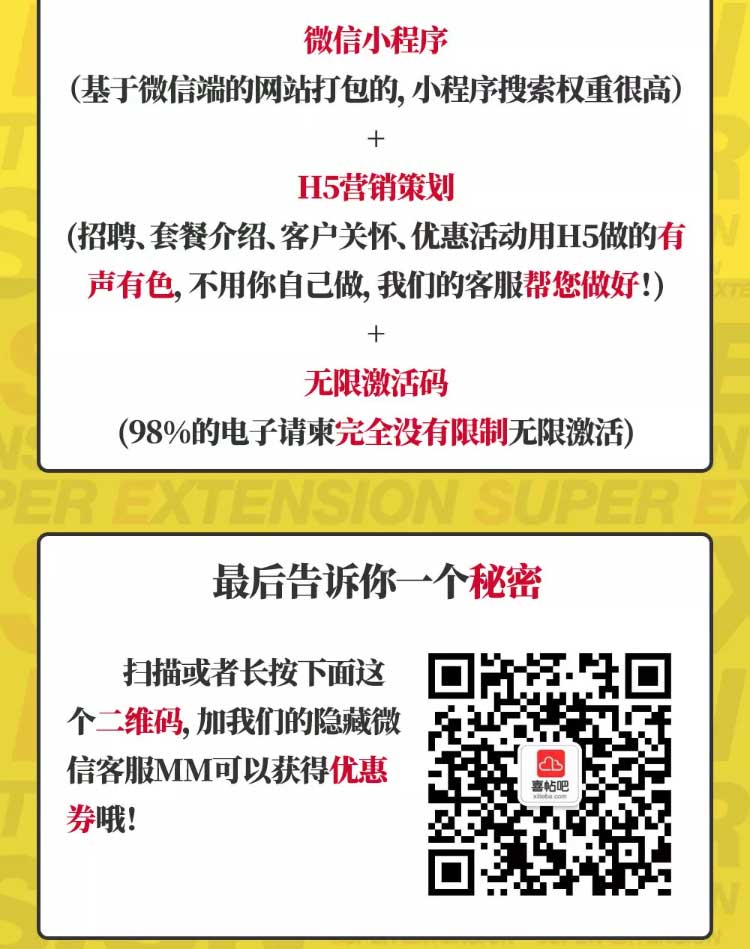 微信小程序
(基于微信端的网站打包的, 小程序搜索权重很高)
+
H5营销策划
(招聘、套餐介绍、客户关怀、优惠活动用H5做的有
声有色, 不用你自己做, 我们的客服帮您做好!)
+
无限激活码
(98%的电子请柬完全没有限制无限激活)
PER EXTENSION SUPER EX
最后告诉你一个秘密
扫描或者长按下面这
个二维码, 加我们的隐藏微
信客服MM可以获得优惠
券哦!
喜帖吧
xitieba.com